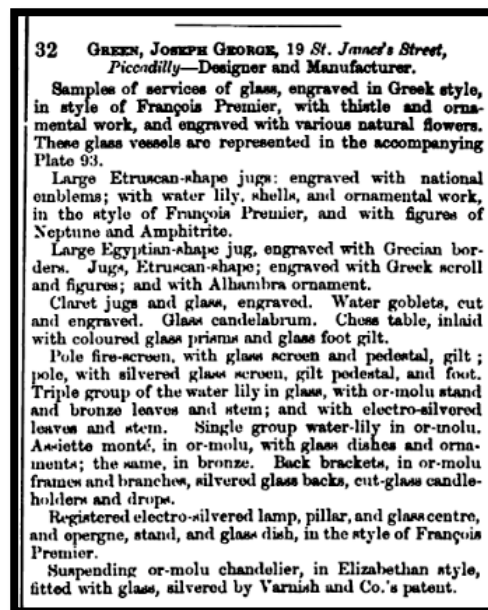 32 GREEN, JOSEPH GEORGE, 19 St. James's Street,
Piccadilly—Designer and Manufacturer.
Samples of services of glass, engraved in Greek style,
in style of François Premier, with thistle and orna-
mental work, and engraved with various natural flowers.
These glass vessels are represented in the accompanying
Plate 93.
Large Etruscan-shape jugs: engraved with national
emblems; with water lily, shells, and ornamental work,
in the style of François Premier, and with figures of
Neptune and Amphitrite.
Large Egyptian-shape jug, engraved with Grecian bor-
ders. Jugs, Etruscan-shape; engraved with Greek scroll
and figures; and with Alhambra ornament.
Claret jugs and glass, engraved. Water goblets, cut
and engraved. Glass candelabrum. Chess table, inlaid
with coloured glass prisms and glass foot gilt.
Pole fire-screen, with glass screen and pedestal, gilt;
pole, with silvered glass screen, gilt pedestal, and foot.
Triple group of the water lily in glass, with or-molu stand
and bronze leaves and stem; and with electro-silvered
leaves and stem. Single group water-lily in or-molu.
Assiette monté, in or-molu, with glass dishes and orna-
ments; the same, in bronze. Back brackets, in or-molu
frames and branches, silvered glass backs, cut-glass candle-
holders and drops.
Registered electro-silvered lamp, pillar, and glass centre,
and epergne, stand, and glass dish, in the style of François
Premier.
Suspending or-molu chandelier, in Elizabethan style,
fitted with glass, silvered by Varnish and Co.'s patent.